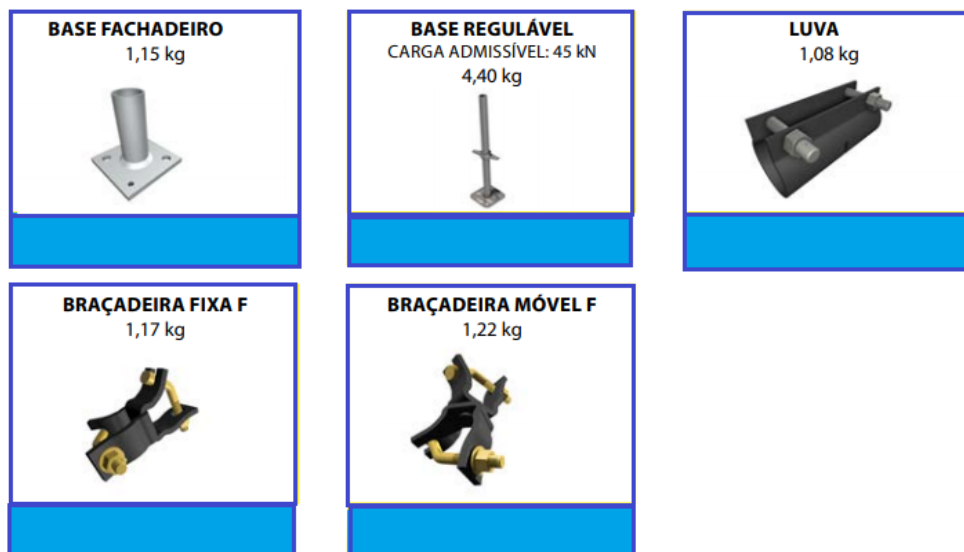 BASE FACHADEIRO
1,15 kg
BASE REGULÁVEL
CARGA ADMISSÍVEL: 45 kN
4,40 kg
LUVA
1,08 kg
BRAÇADEIRA FIXA F
1,17 kg
BRAÇADEIRA MÓVEL F
1,22 kg